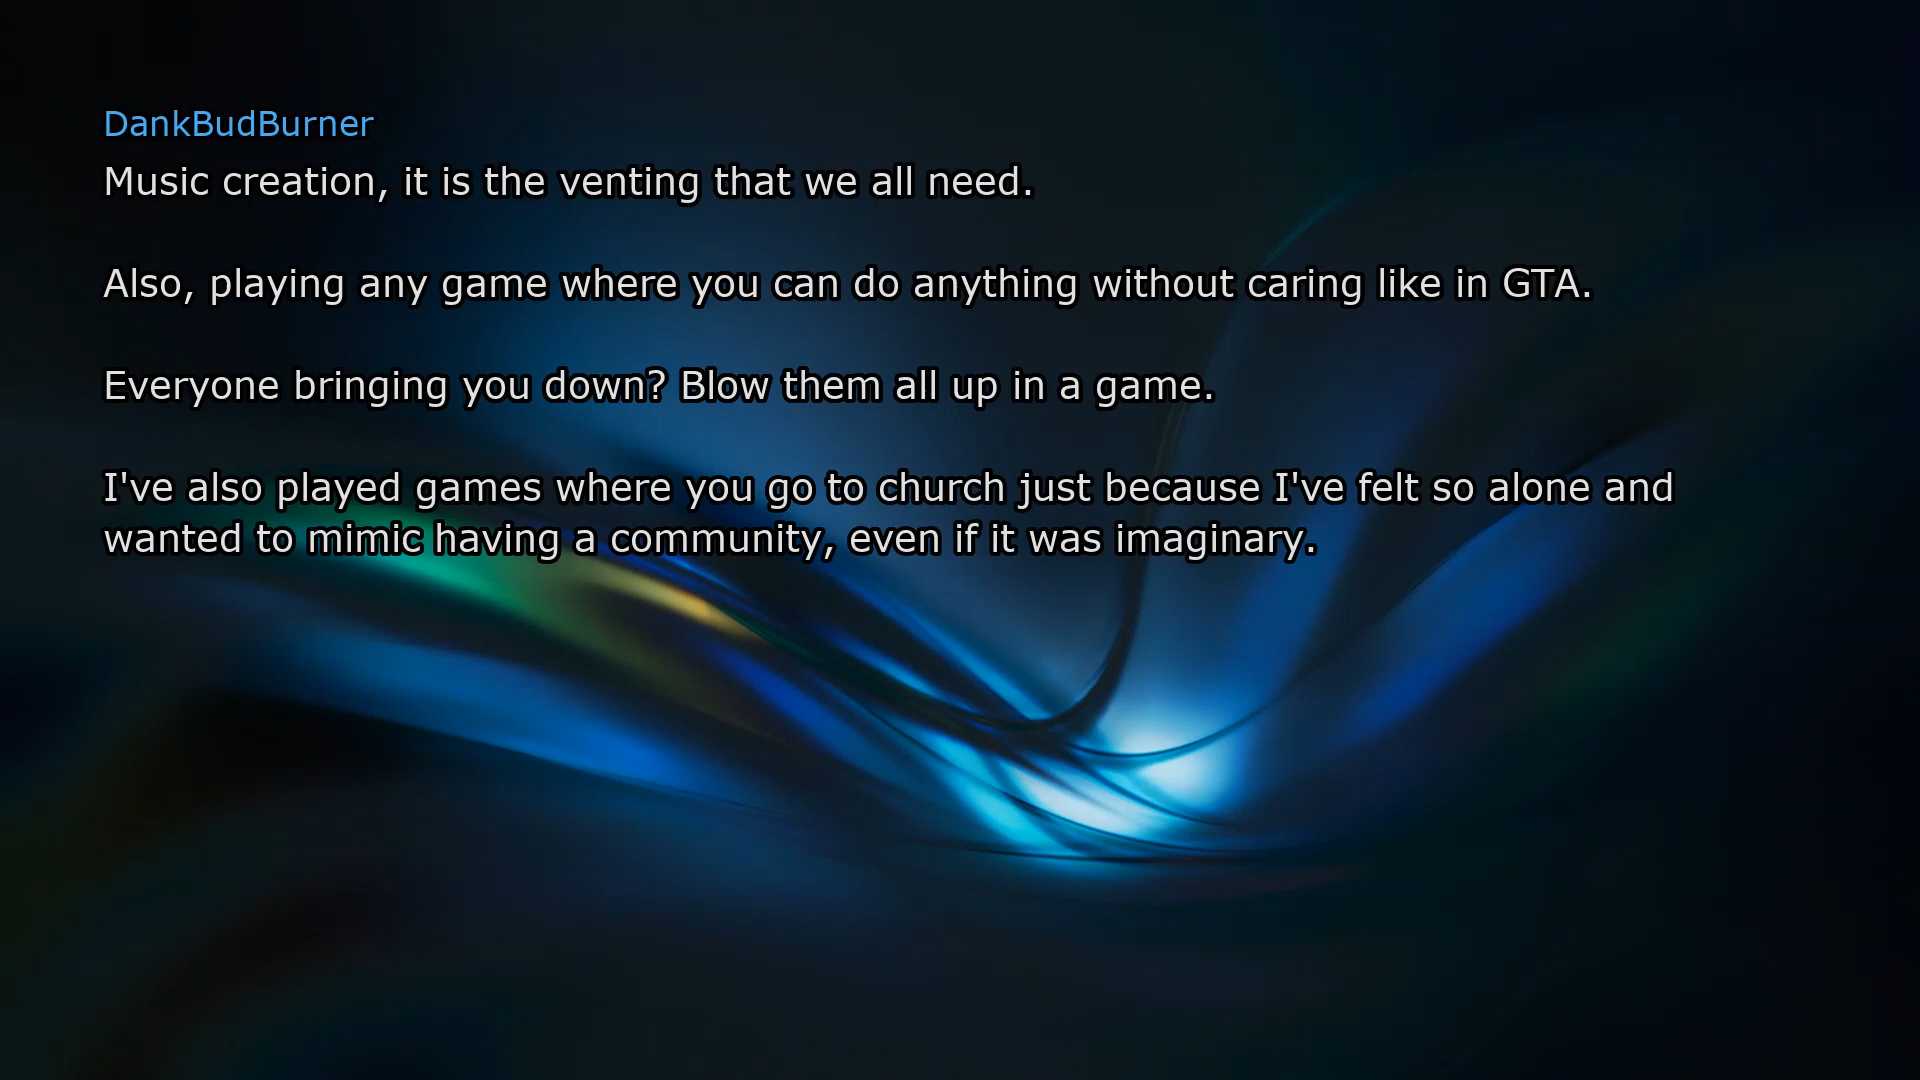 DankBudBurner
Music creation, it is the venting that we all need.
Also, playing any game where you can do anything without caring like in GTA.
Everyone bringing you down? Blow them all up in a game.
I've also played games where you go to church just because I've felt so alone and
wanted to mimic having a community, even if it was imaginary.